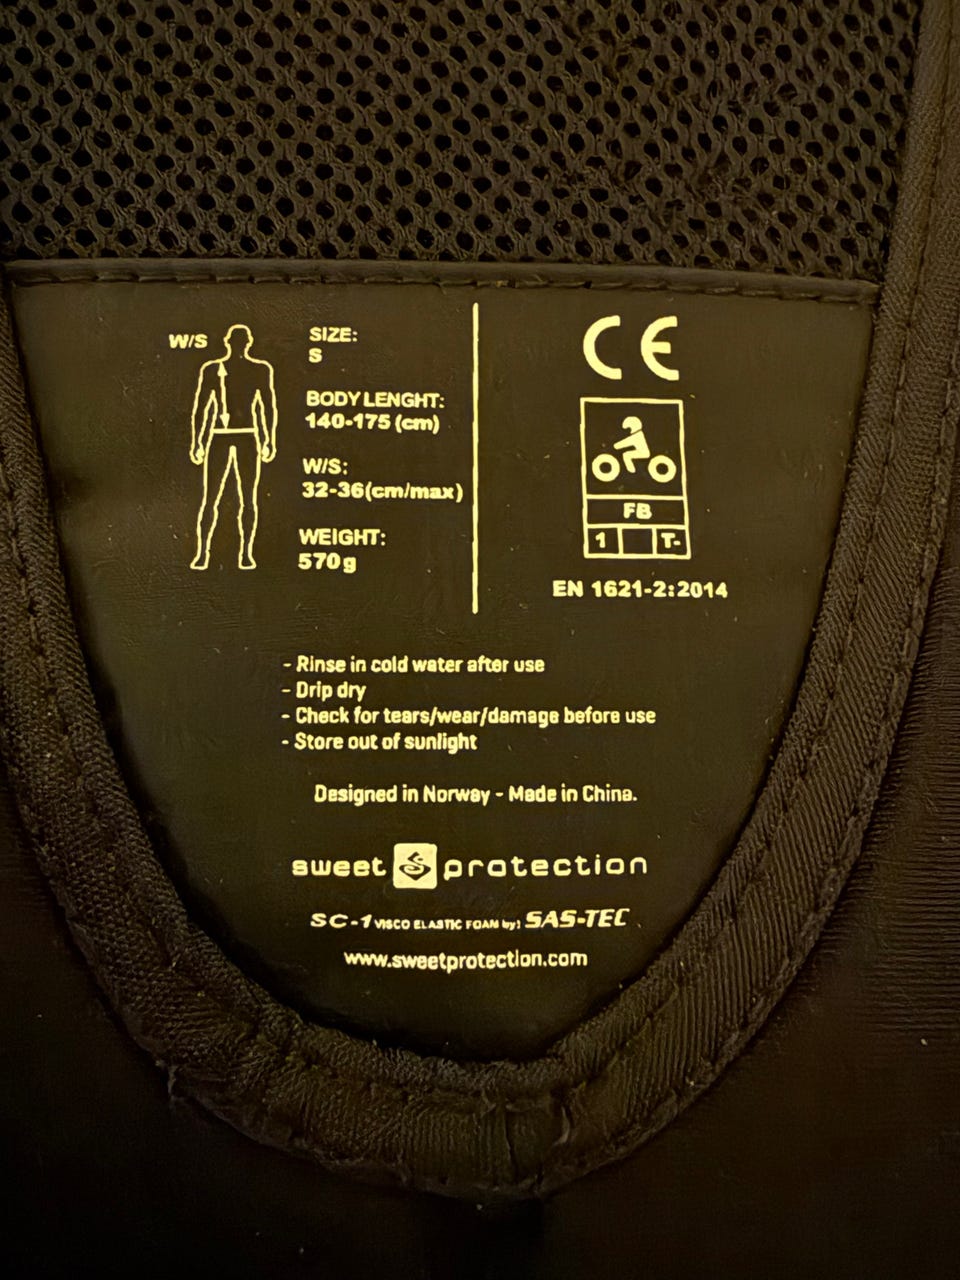 W/S
SIZE:
S
BODY LENGHT:
140-175 (cm)
W/S:
32-36(cm/max)
WEIGHT:
570g
CE
FB
1 T-
EN 1621-2:2014
- Rinse in cold water after use
- Drip dry
- Check for tears/wear/damage before use
- Store out of sunlight
Designed in Norway - Made in China.
sweet protection
SC-1 VISCO ELASTIC FOAM by: SAS-TEC
www.sweetprotection.com